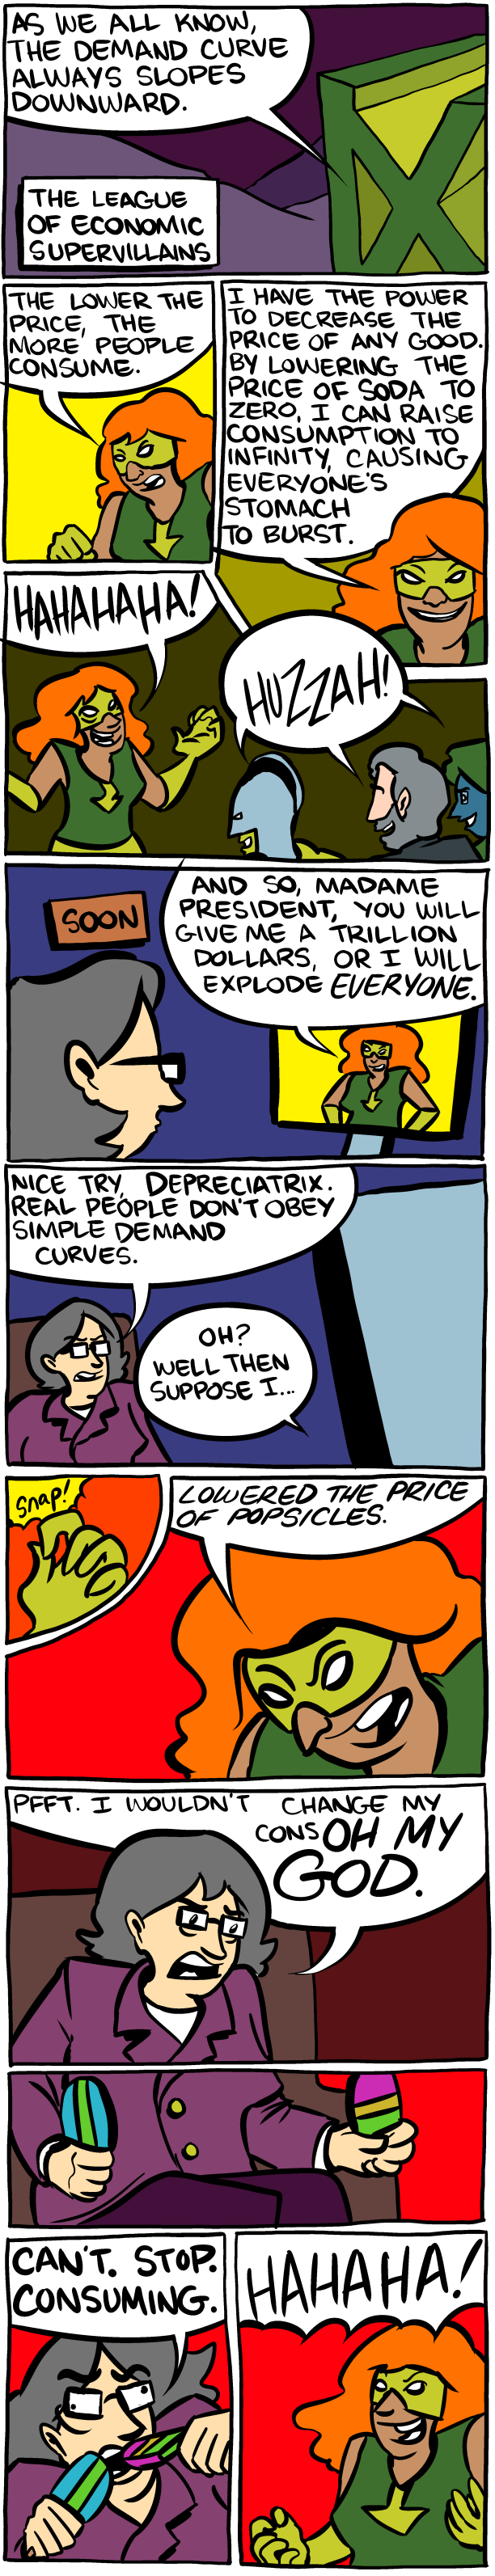 AS WE ALL KNOW,
THE DEMAND CURVE
ALWAYS SLOPES
DOWNWARD.
THE LEAGUE
OF ECONOMIC
SUPERVILLAINS
THE LOWER THE
PRICE, THE
MORE PEOPLE
CONSUME.
I HAVE THE POWER
TO DECREASE THE
PRICE OF ANY GOOD.
BY LOWERING THE
PRICE OF SODA TO
ZERO, I CAN RAISE
CONSUMPTION TO
INFINITY, CAUSING
EVERYONE'S
STOMACH
TO BURST.
HAHAHAHA!
HUZZAH!
SOON
AND SO, MADAME
PRESIDENT, YOU WILL
GIVE ME A TRILLION
DOLLARS, OR I WILL
EXPLODE EVERYONE.
NICE TRY, DEPRECIATRIX.
REAL PEOPLE DON'T OBEY
SIMPLE DEMAND
CURVES.
OH?
WELL THEN
SUPPOSE I...
Snap!
LOWERED THE PRICE
OF POPSICLES.
PFFT. I WOULDN'T CHANGE MY
CONS OH MY
GOD.
CAN'T. STOP.
CONSUMING.
HAHAHA!